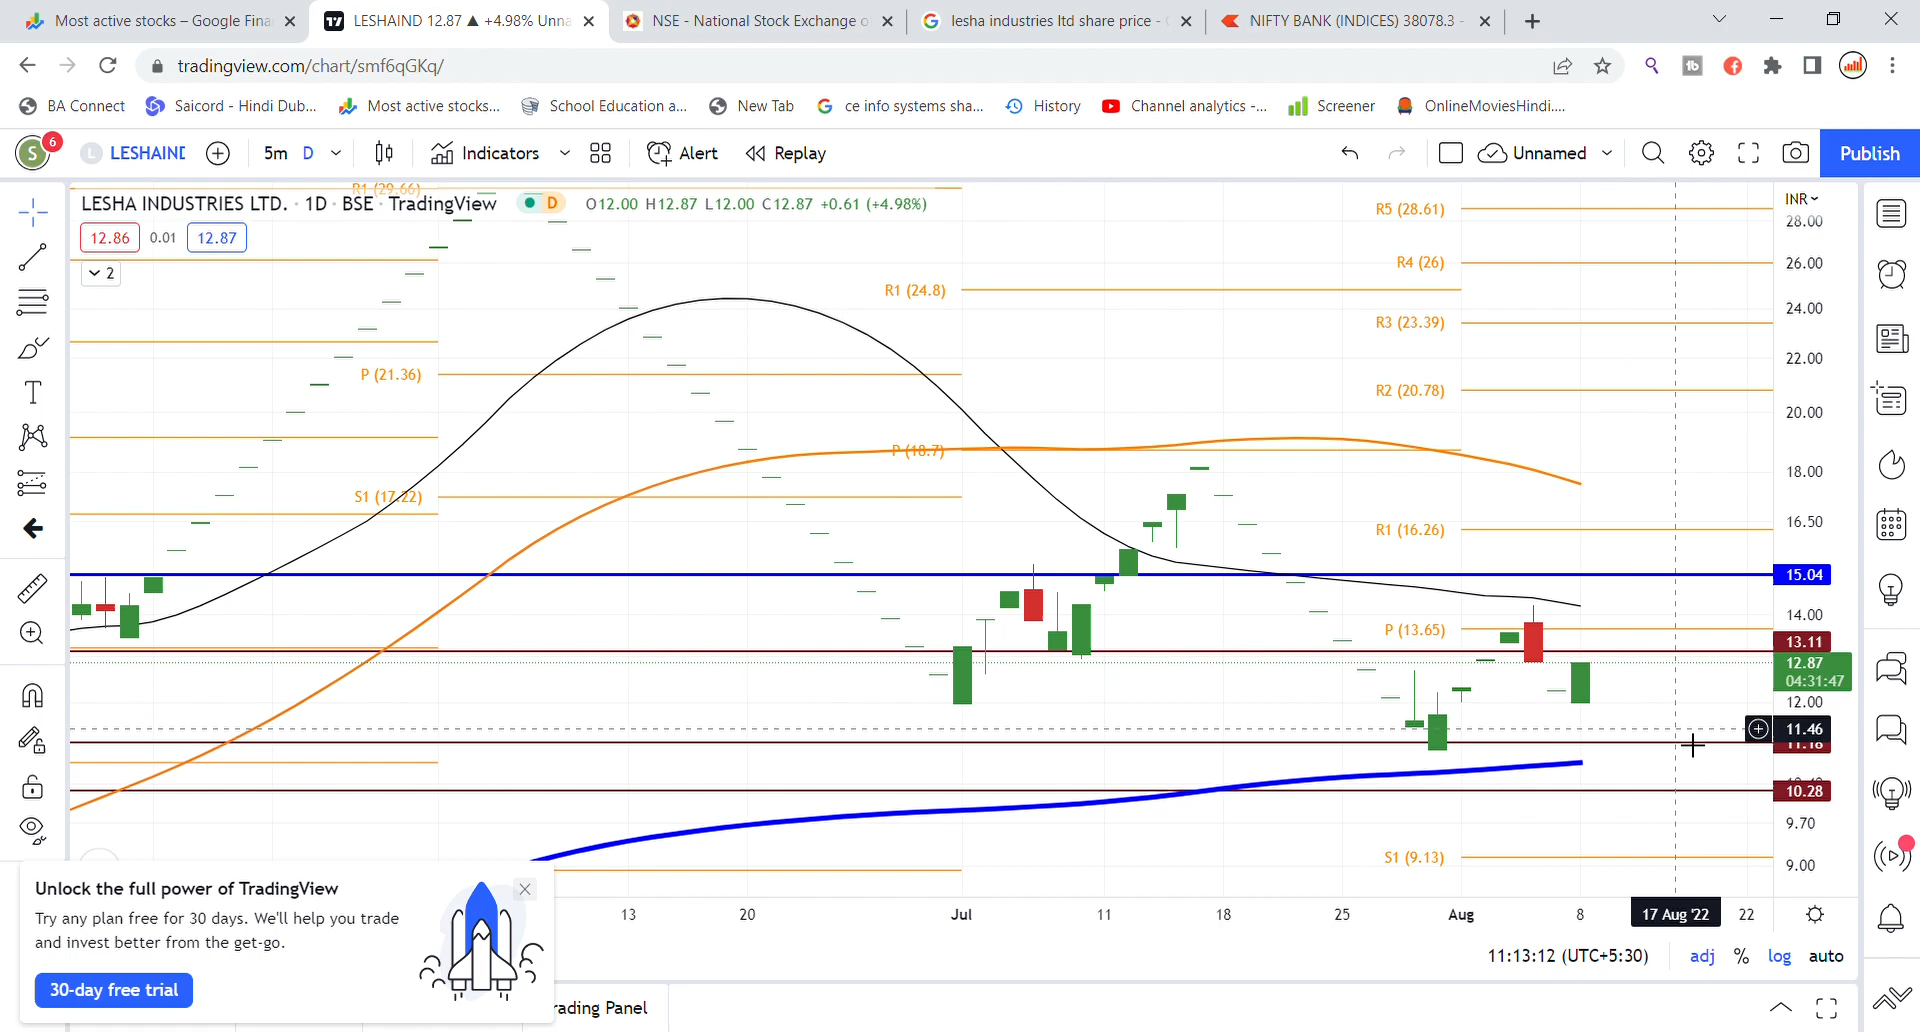 Most active stocks – Google Fina
LESHAIND 12.87 ▲ +4.98% Unna
NSE - National Stock Exchange o
lesha industries ltd share price -
NIFTY BANK (INDICES) 38078.3 -
tradingview.com/chart/smf6qGKq/
BA Connect
Saicord - Hindi Dub...
Most active stocks...
School Education a...
New Tab
ce info systems sha...
History
Channel analytics -...
Screener
OnlineMoviesHindi....
S
6
L LESHAIND
5m D
Indicators
Alert
Replay
Unnamed
Publish
R1 (29.66)
LESHA INDUSTRIES LTD. · 1D · BSE · TradingView
D
O12.00 H12.87 L12.00 C12.87 +0.61 (+4.98%)
12.86 0.01 12.87
2
INR
28.00
26.00
24.00
22.00
20.00
18.00
16.50
15.04
14.00
13.11
12.87
04:31:47
12.00
11.46
11.18
10.28
9.70
9.00
R5 (28.61)
R4 (26)
R1 (24.8)
R3 (23.39)
P (21.36)
R2 (20.78)
P (18.7)
S1 (17.22)
R1 (16.26)
P (13.65)
S1 (9.13)
13
20
Jul
11
18
25
Aug
8
17 Aug '22
22
Unlock the full power of TradingView
Try any plan free for 30 days. We'll help you trade
and invest better from the get-go.
30-day free trial
11:13:12 (UTC+5:30)
adj % log auto
rading Panel